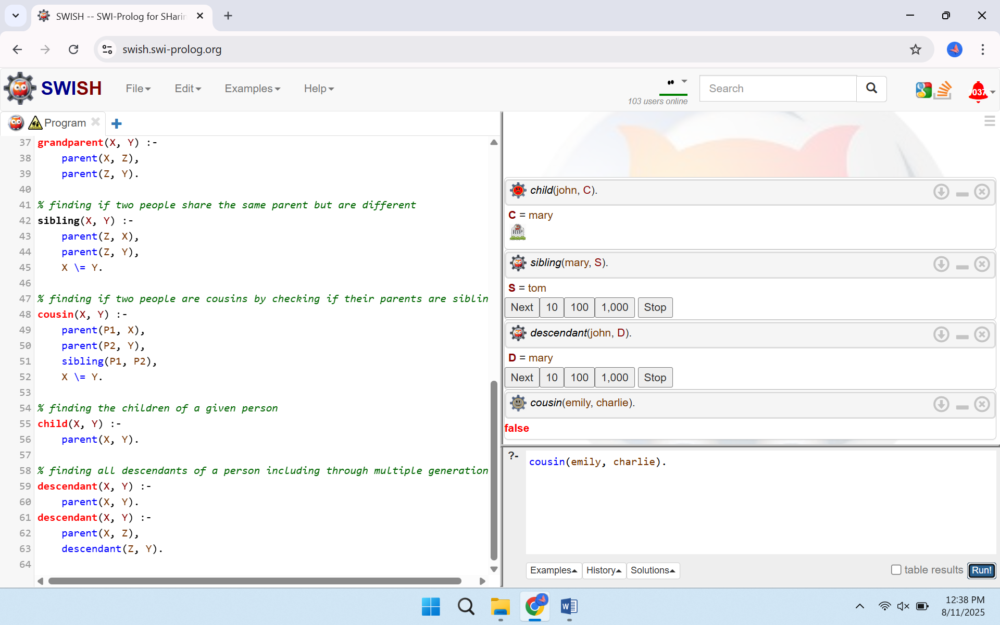 SWISH -- SWI-Prolog for SHarin
swish.swi-prolog.org
SWISH File Edit Examples Help
103 users online
Search
037
Program
37 grandparent(X, Y) :-
38 parent(X, Z),
39 parent(Z, Y).
40
41 % finding if two people share the same parent but are different
42 sibling(X, Y) :-
43 parent(Z, X),
44 parent(Z, Y),
45 X \= Y.
46
47 % finding if two people are cousins by checking if their parents are siblin
48 cousin(X, Y) :-
49 parent(P1, X),
50 parent(P2, Y),
51 sibling(P1, P2),
52 X \= Y.
53
54 % finding the children of a given person
55 child(X, Y) :-
56 parent(X, Y).
57
58 % finding all descendants of a person including through multiple generation
59 descendant(X, Y) :-
60 parent(X, Y).
61 descendant(X, Y) :-
62 parent(X, Z),
63 descendant(Z, Y).
64
child(john, C).
C = mary
RIP
sibling(mary, S).
S = tom
Next 10 100 1,000 Stop
descendant(john, D).
D = mary
Next 10 100 1,000 Stop
cousin(emily, charlie).
false
?- cousin(emily, charlie).
Examples History Solutions
table results Run!
W
12:38 PM
8/11/2025